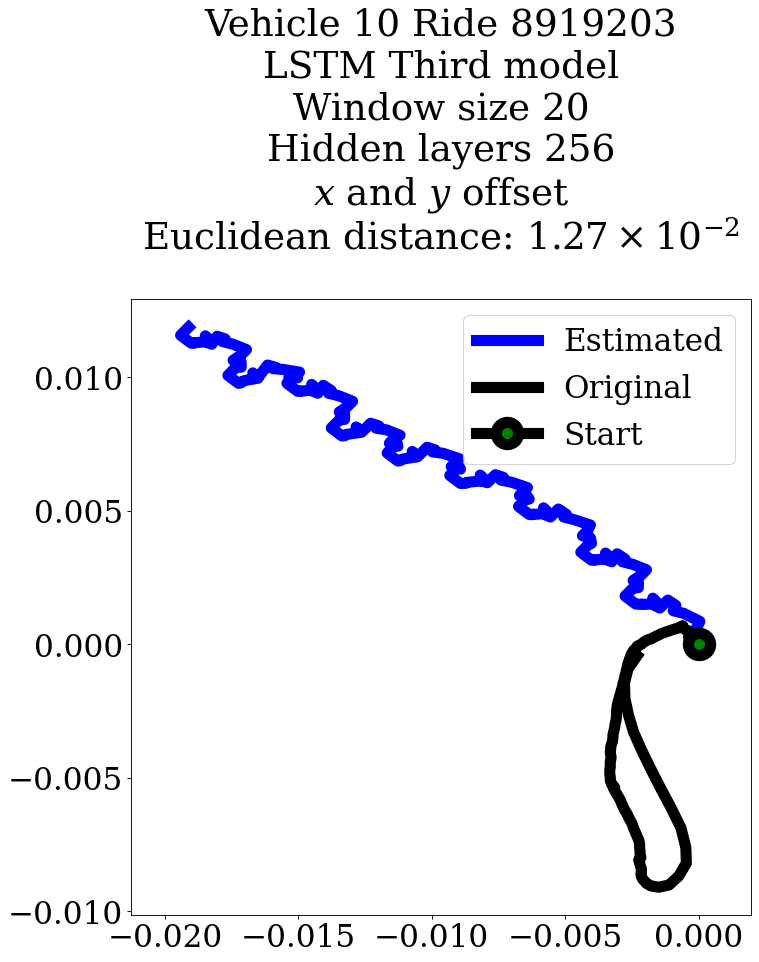 Vehicle 10 Ride 8919203
LSTM Third model
Window size 20
Hidden layers 256
x and y offset
Euclidean distance: 1.27 × 10⁻²
Estimated
Original
Start
0.010
0.005
0.000
−0.005
−0.010
−0.020 −0.015 −0.010 −0.005 0.000